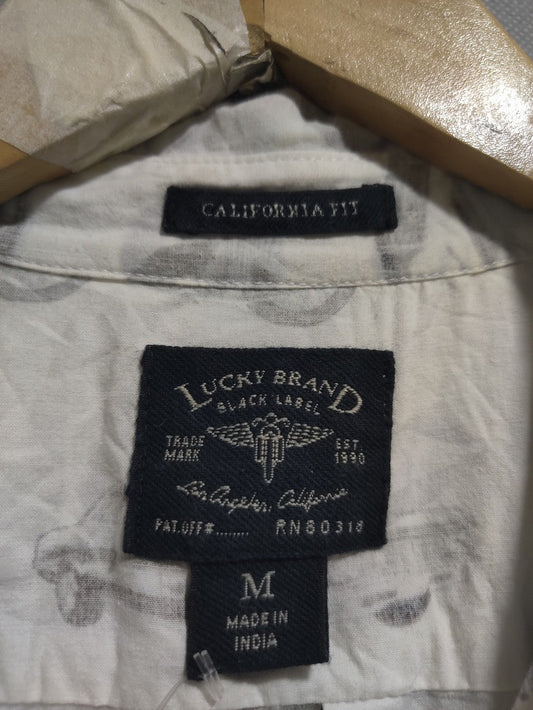 CALIFORNIA FIT
LUCKY BRAND
BLACK LABEL
TRADE MARK
EST. 1990
Los Angeles, California
PAT.OFF#........ RN80318
M
MADE IN
INDIA